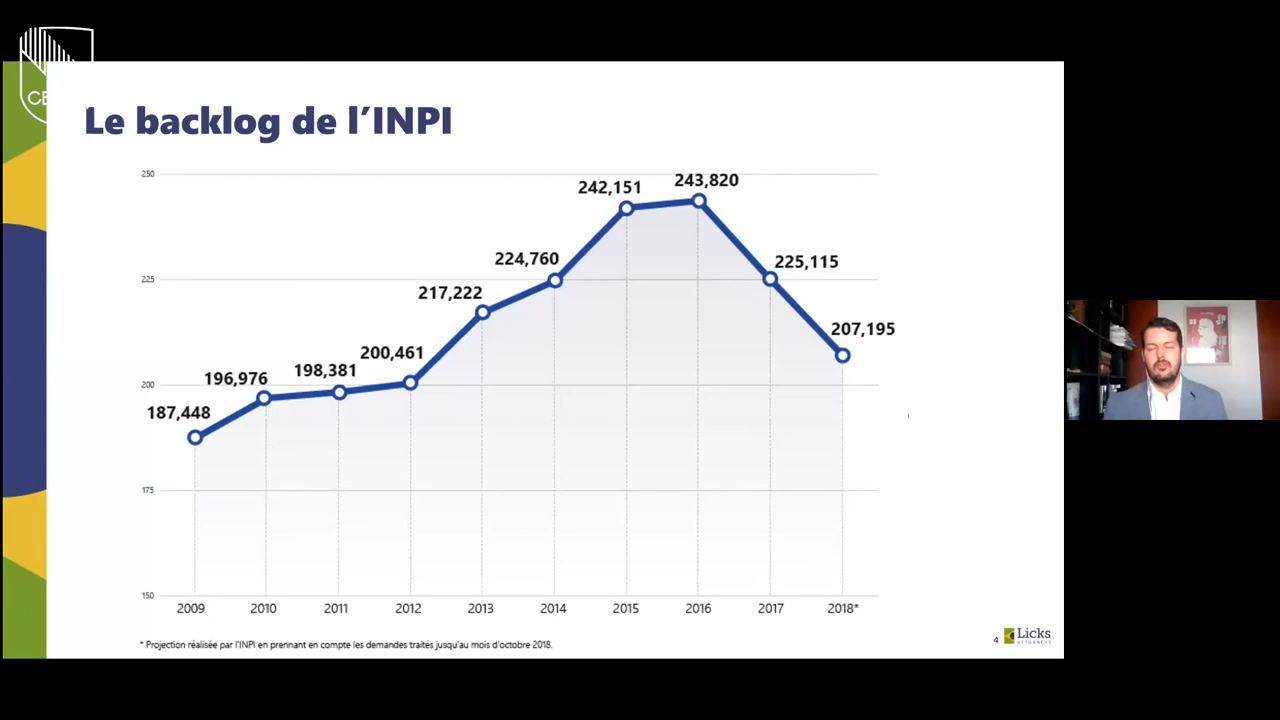 CE
Le backlog de l’INPI
250
225
200
175
150
187,448
196,976
198,381
200,461
217,222
224,760
242,151
243,820
225,115
207,195
2009 2010 2011 2012 2013 2014 2015 2016 2017 2018*
* Projection réalisée par l'INPI en prennant en compte les demandes traités jusqu'au mois d'octobre 2018.
4
Licks
ATTORNEYS